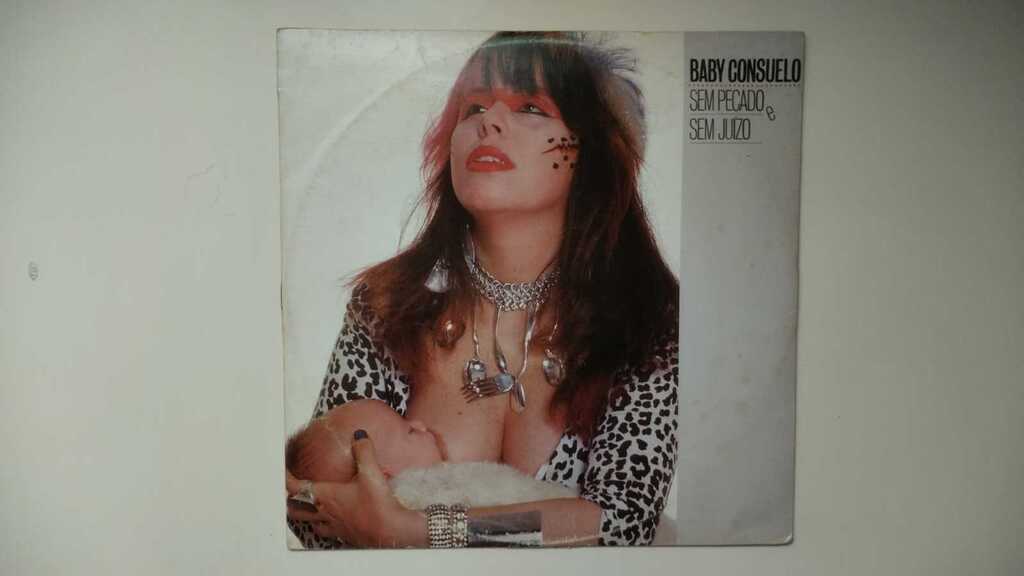 BABY CONSUELO
SEM PECADO e
SEM JUÍZO